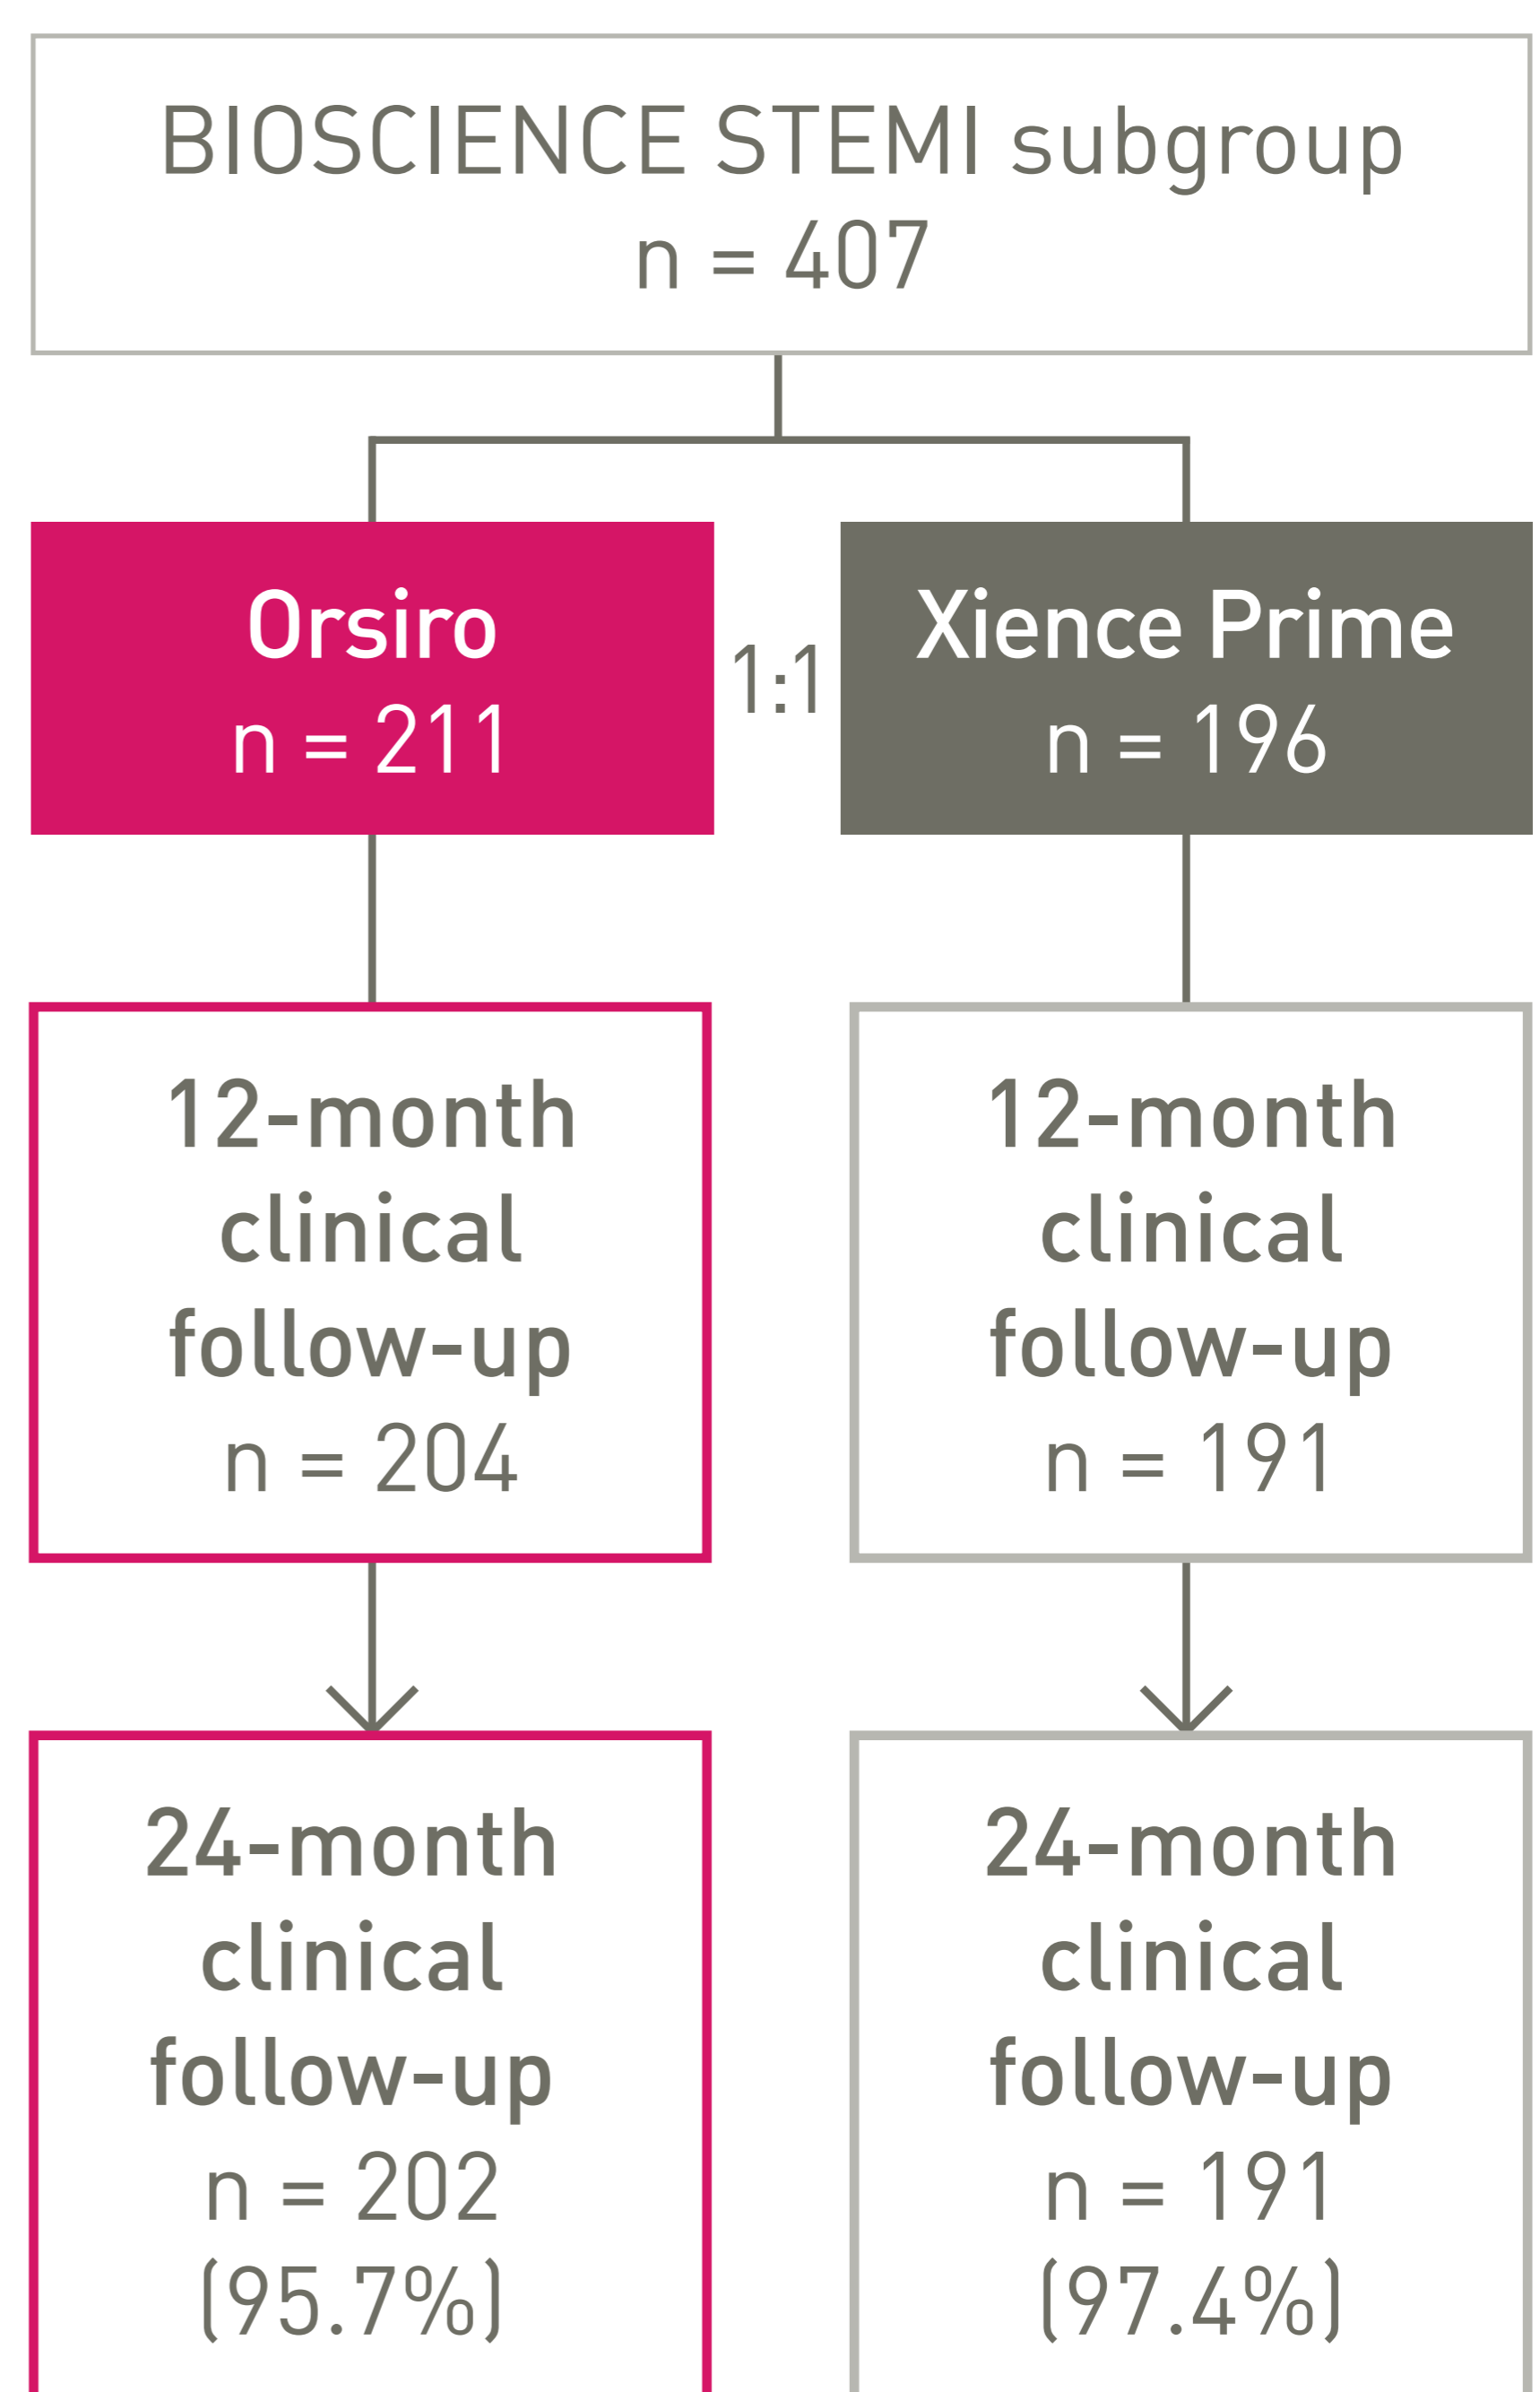 BIOSCIENCE STEMI subgroup
n = 407
Orsiro
n = 211
1:1
Xience Prime
n = 196
12-month
clinical
follow-up
n = 204
12-month
clinical
follow-up
n = 191
24-month
clinical
follow-up
n = 202
(95.7%)
24-month
clinical
follow-up
n = 191
(97.4%)